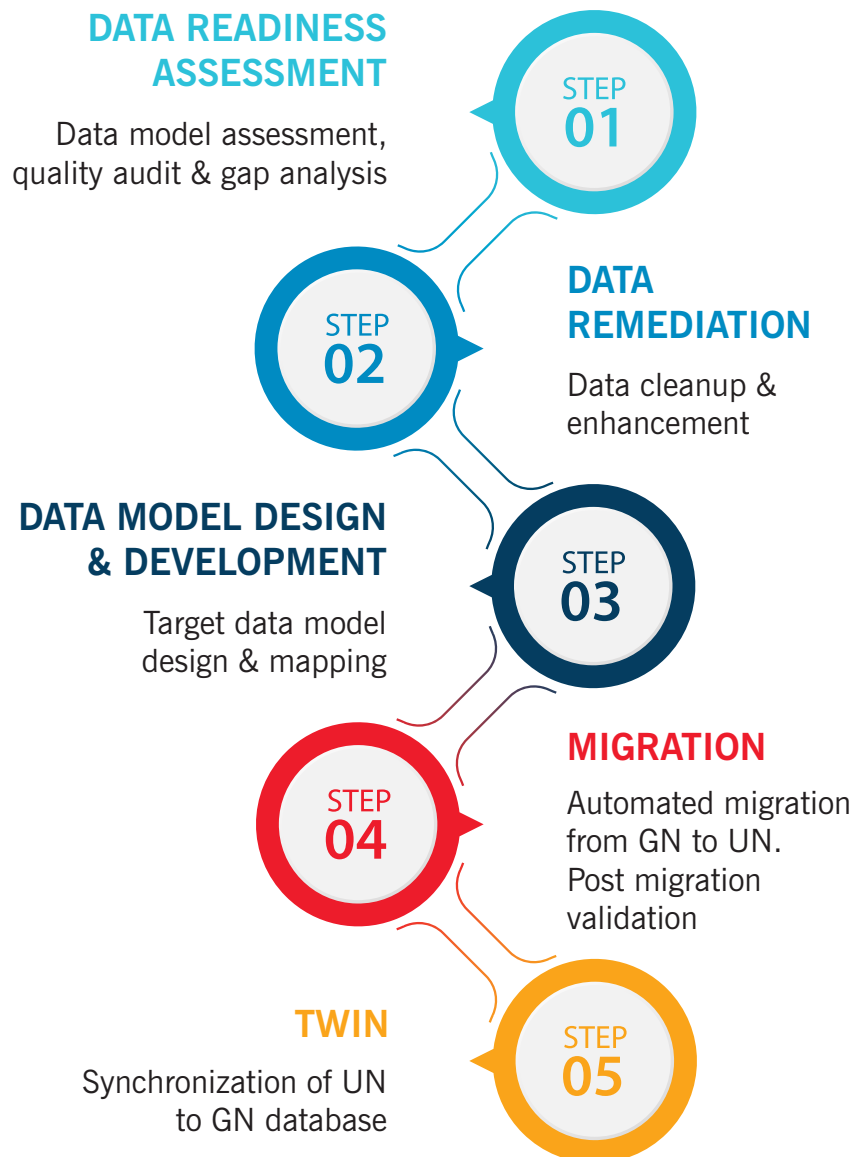 DATA READINESS
ASSESSMENT
Data model assessment,
quality audit & gap analysis
STEP
01
STEP
02
DATA
REMEDIATION
Data cleanup &
enhancement
DATA MODEL DESIGN
& DEVELOPMENT
Target data model
design & mapping
STEP
03
STEP
04
MIGRATION
Automated migration
from GN to UN.
Post migration
validation
TWIN
Synchronization of UN
to GN database
STEP
05